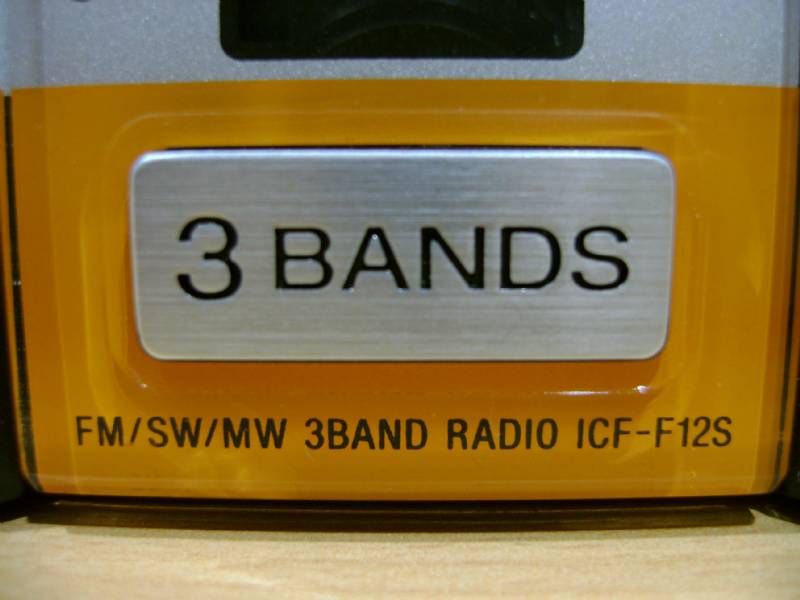 3 BANDS
FM/SW/MW 3BAND RADIO ICF-F12S